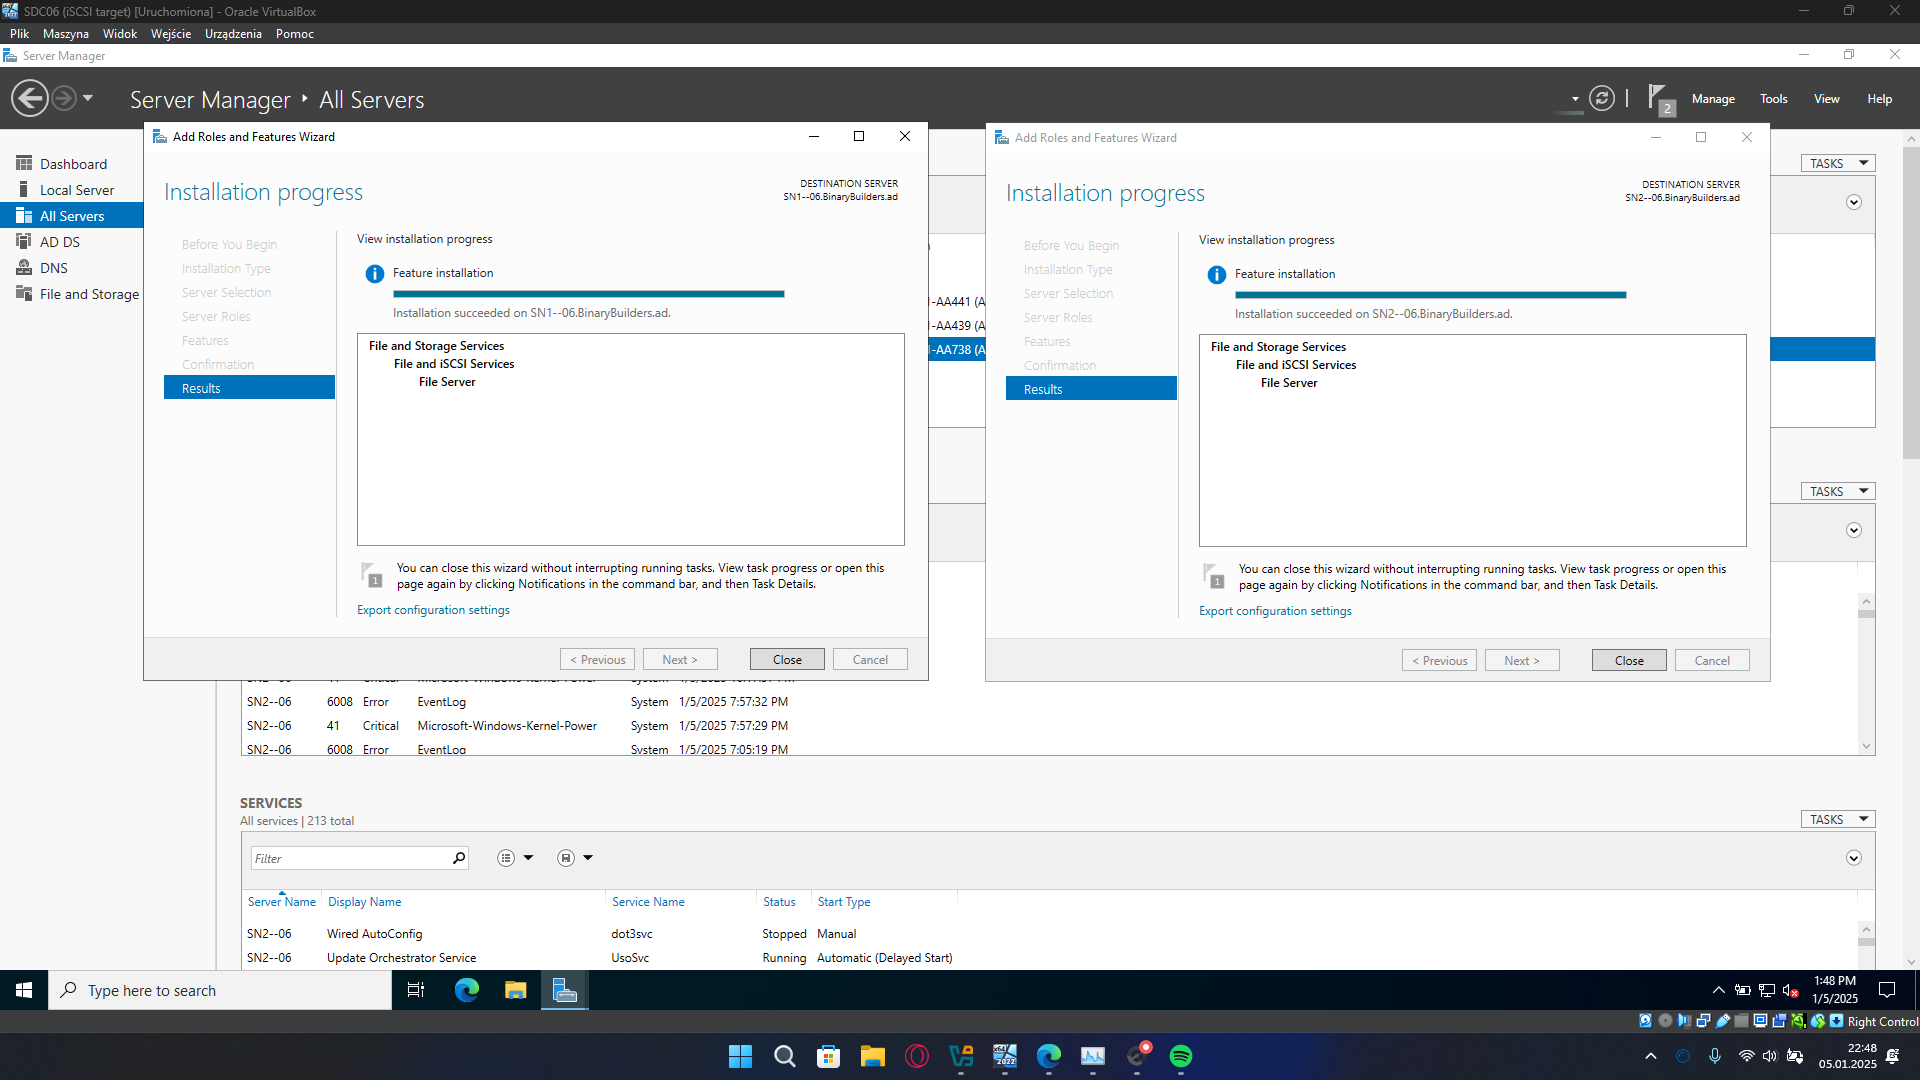 SDC06 (iSCSI target) [Uruchomiona] - Oracle VirtualBox
Plik Maszyna Widok Wejście Urządzenia Pomoc
Server Manager
Server Manager All Servers
2 Manage Tools View Help
Dashboard
Local Server
All Servers
AD DS
DNS
File and Storage
Add Roles and Features Wizard
Installation progress
DESTINATION SERVER
SN1--06.BinaryBuilders.ad
Before You Begin
Installation Type
Server Selection
Server Roles
Features
Confirmation
Results
View installation progress
Feature installation
Installation succeeded on SN1--06.BinaryBuilders.ad.
File and Storage Services
File and iSCSI Services
File Server
1
You can close this wizard without interrupting running tasks. View task progress or open this
page again by clicking Notifications in the command bar, and then Task Details.
Export configuration settings
< Previous Next > Close Cancel
-AA441 (A
-AA439 (A
-AA738 (A
Add Roles and Features Wizard
Installation progress
DESTINATION SERVER
SN2--06.BinaryBuilders.ad
Before You Begin
Installation Type
Server Selection
Server Roles
Features
Confirmation
Results
View installation progress
Feature installation
Installation succeeded on SN2--06.BinaryBuilders.ad.
File and Storage Services
File and iSCSI Services
File Server
1
You can close this wizard without interrupting running tasks. View task progress or open this
page again by clicking Notifications in the command bar, and then Task Details.
Export configuration settings
< Previous Next > Close Cancel
TASKS
TASKS
SN2--06 6008 Error EventLog System 1/5/2025 7:57:32 PM
SN2--06 41 Critical Microsoft-Windows-Kernel-Power System 1/5/2025 7:57:29 PM
SN2--06 6008 Error EventLog System 1/5/2025 7:05:19 PM
SERVICES
All services | 213 total
TASKS
Filter
Server Name Display Name Service Name Status Start Type
SN2--06 Wired AutoConfig dot3svc Stopped Manual
SN2--06 Update Orchestrator Service UsoSvc Running Automatic (Delayed Start)
Type here to search
1:48 PM
1/5/2025
Right Control
x64
2022
22:48
05.01.2025